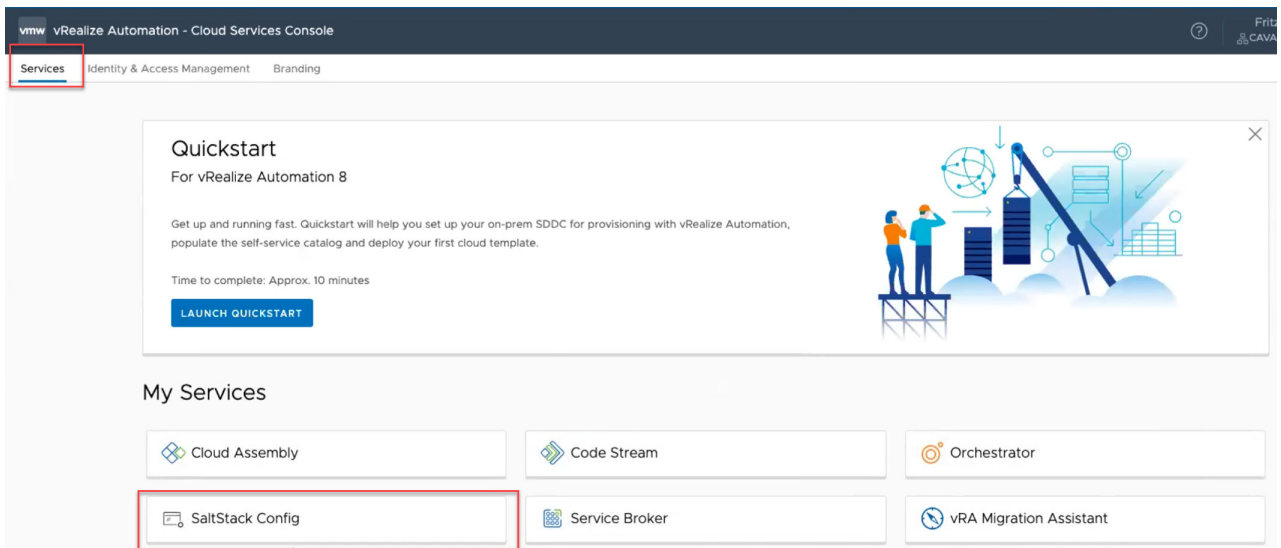 vmw vRealize Automation - Cloud Services Console
Fritz
CAVA
Services Identity & Access Management Branding
Quickstart
For vRealize Automation 8
Get up and running fast. Quickstart will help you set up your on-prem SDDC for provisioning with vRealize Automation,
populate the self-service catalog and deploy your first cloud template.
Time to complete: Approx. 10 minutes
LAUNCH QUICKSTART
My Services
Cloud Assembly
Code Stream
Orchestrator
SaltStack Config
Service Broker
vRA Migration Assistant